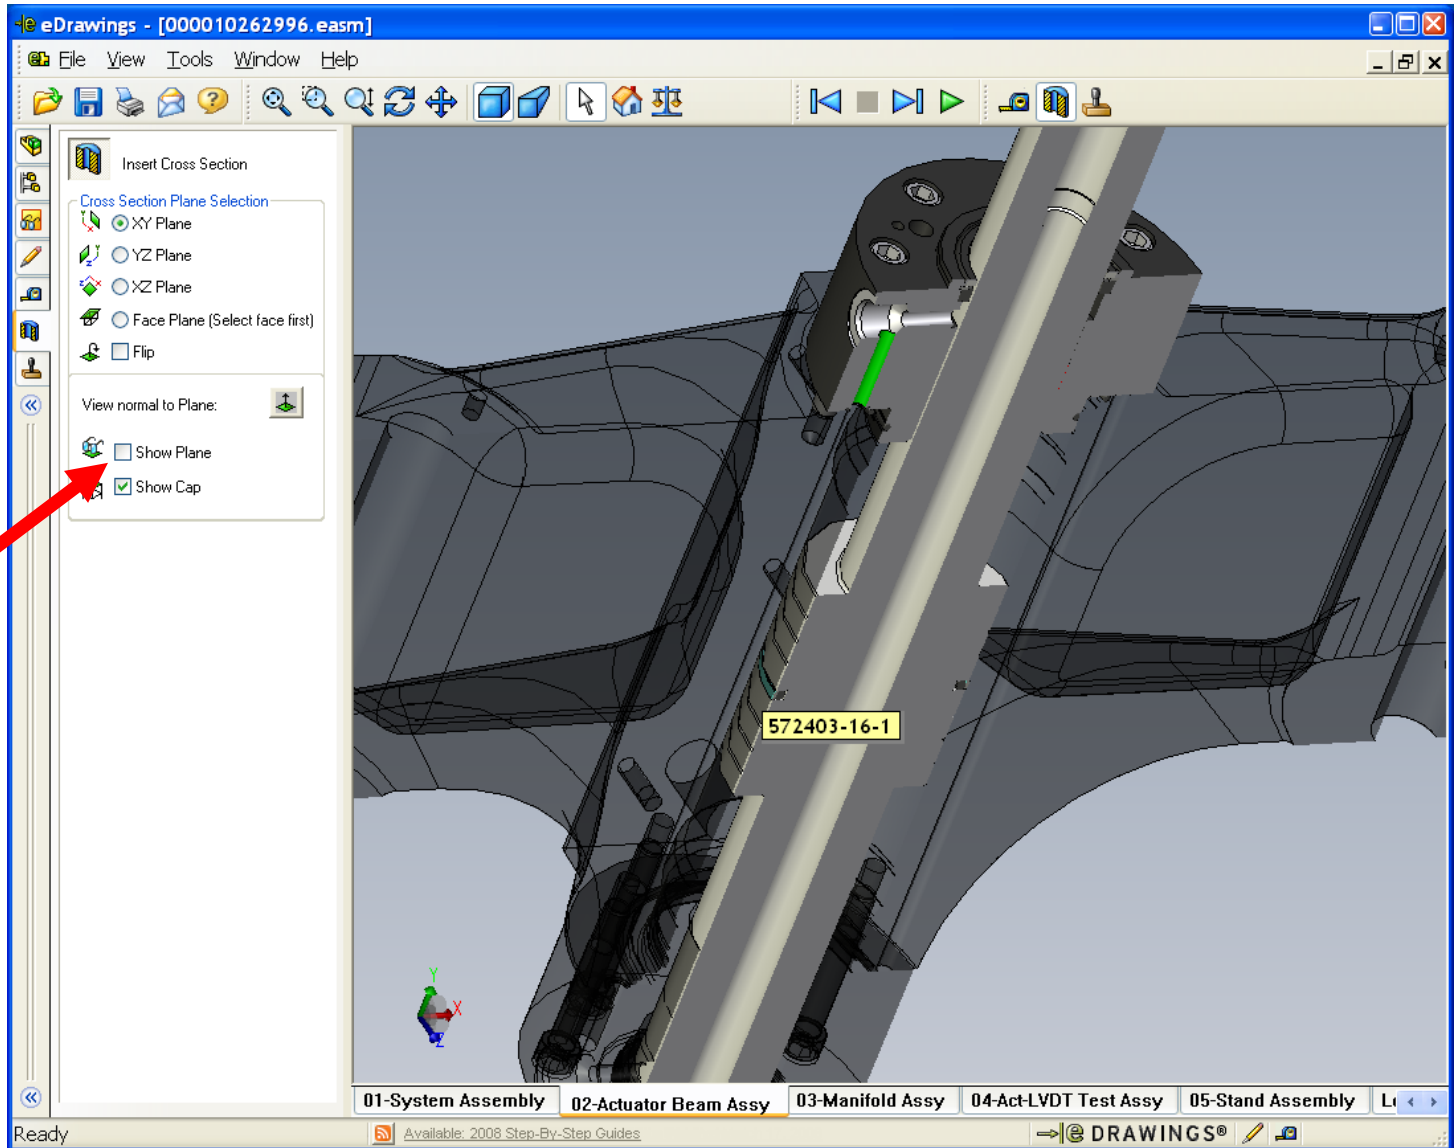 eDrawings - [000010262996.easm]
File View Tools Window Help
Insert Cross Section
Cross Section Plane Selection
XY Plane
YZ Plane
XZ Plane
Face Plane (Select face first)
Flip
View normal to Plane:
Show Plane
Show Cap
572403-16-1
Y
X
Z
01-System Assembly 02-Actuator Beam Assy 03-Manifold Assy 04-Act-LVDT Test Assy 05-Stand Assembly
Ready Available: 2008 Step-By-Step Guides DRAWINGS®